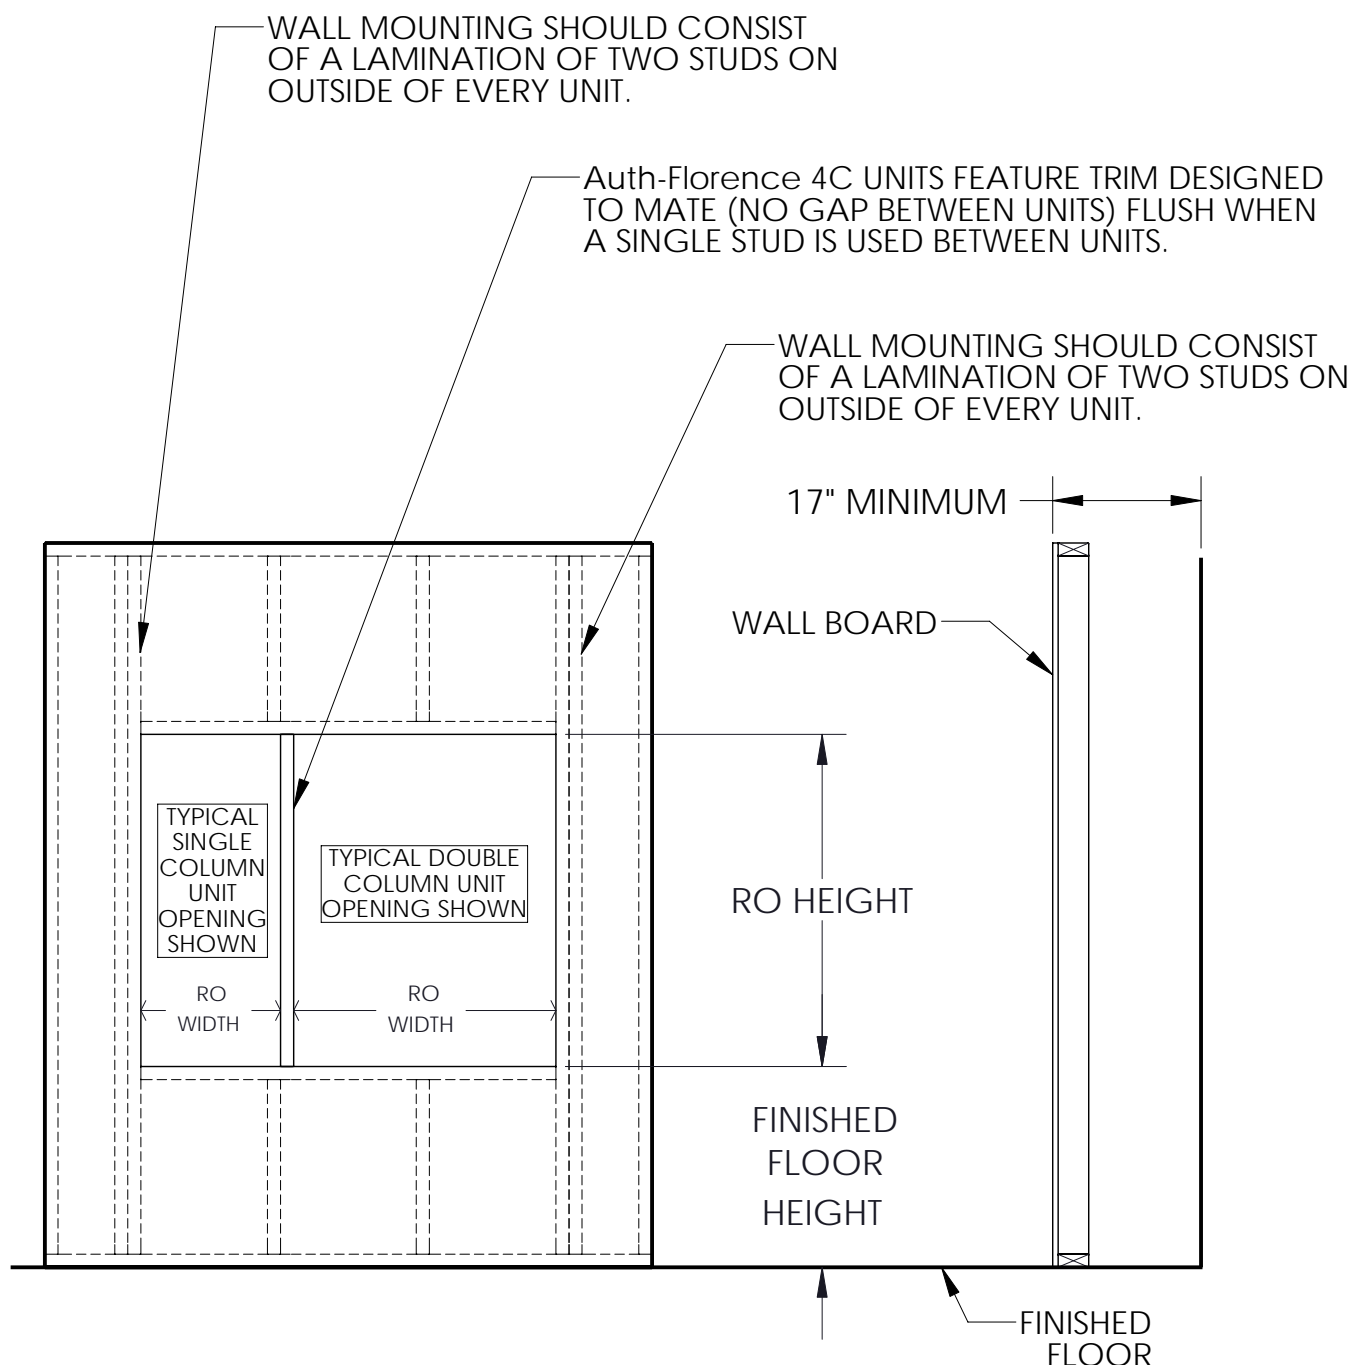 WALL MOUNTING SHOULD CONSIST
OF A LAMINATION OF TWO STUDS ON
OUTSIDE OF EVERY UNIT.
Auth-Florence 4C UNITS FEATURE TRIM DESIGNED
TO MATE (NO GAP BETWEEN UNITS) FLUSH WHEN
A SINGLE STUD IS USED BETWEEN UNITS.
WALL MOUNTING SHOULD CONSIST
OF A LAMINATION OF TWO STUDS ON
OUTSIDE OF EVERY UNIT.
17" MINIMUM
WALL BOARD
TYPICAL
SINGLE
COLUMN
UNIT
OPENING
SHOWN
TYPICAL DOUBLE
COLUMN UNIT
OPENING SHOWN
RO HEIGHT
RO
WIDTH
RO
WIDTH
FINISHED
FLOOR
HEIGHT
FINISHED
FLOOR